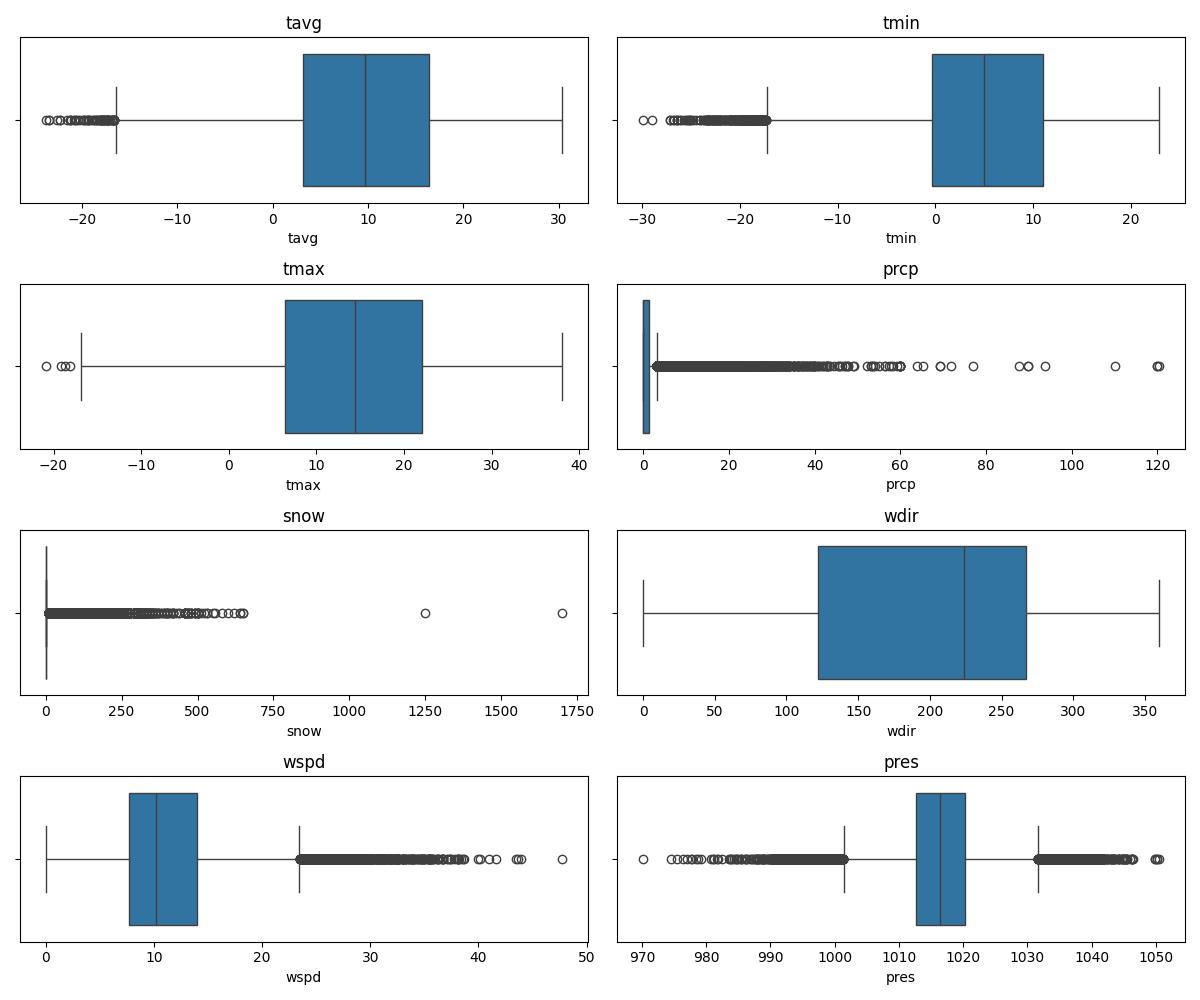 tavg
tmin
−20 −10 0 10 20 30
−30 −20 −10 0 10 20
tavg
tmin
tmax
prcp
−20 −10 0 10 20 30 40
0 20 40 60 80 100 120
tmax
prcp
snow
wdir
0 250 500 750 1000 1250 1500 1750
0 50 100 150 200 250 300 350
snow
wdir
wspd
pres
0 10 20 30 40 50
970 980 990 1000 1010 1020 1030 1040 1050
wspd
pres